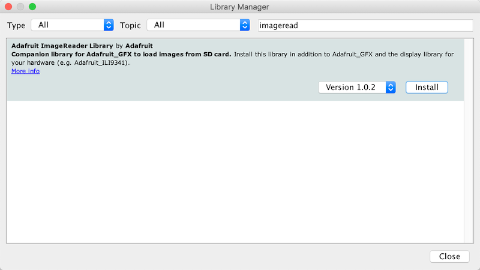 Library Manager
Type All Topic All imageread
Adafruit ImageReader Library by Adafruit
Companion library for Adafruit_GFX to load images from SD card. Install this library in addition to Adafruit_GFX and the display library for
your hardware (e.g. Adafruit_ILI9341).
More info
Version 1.0.2 Install
Close